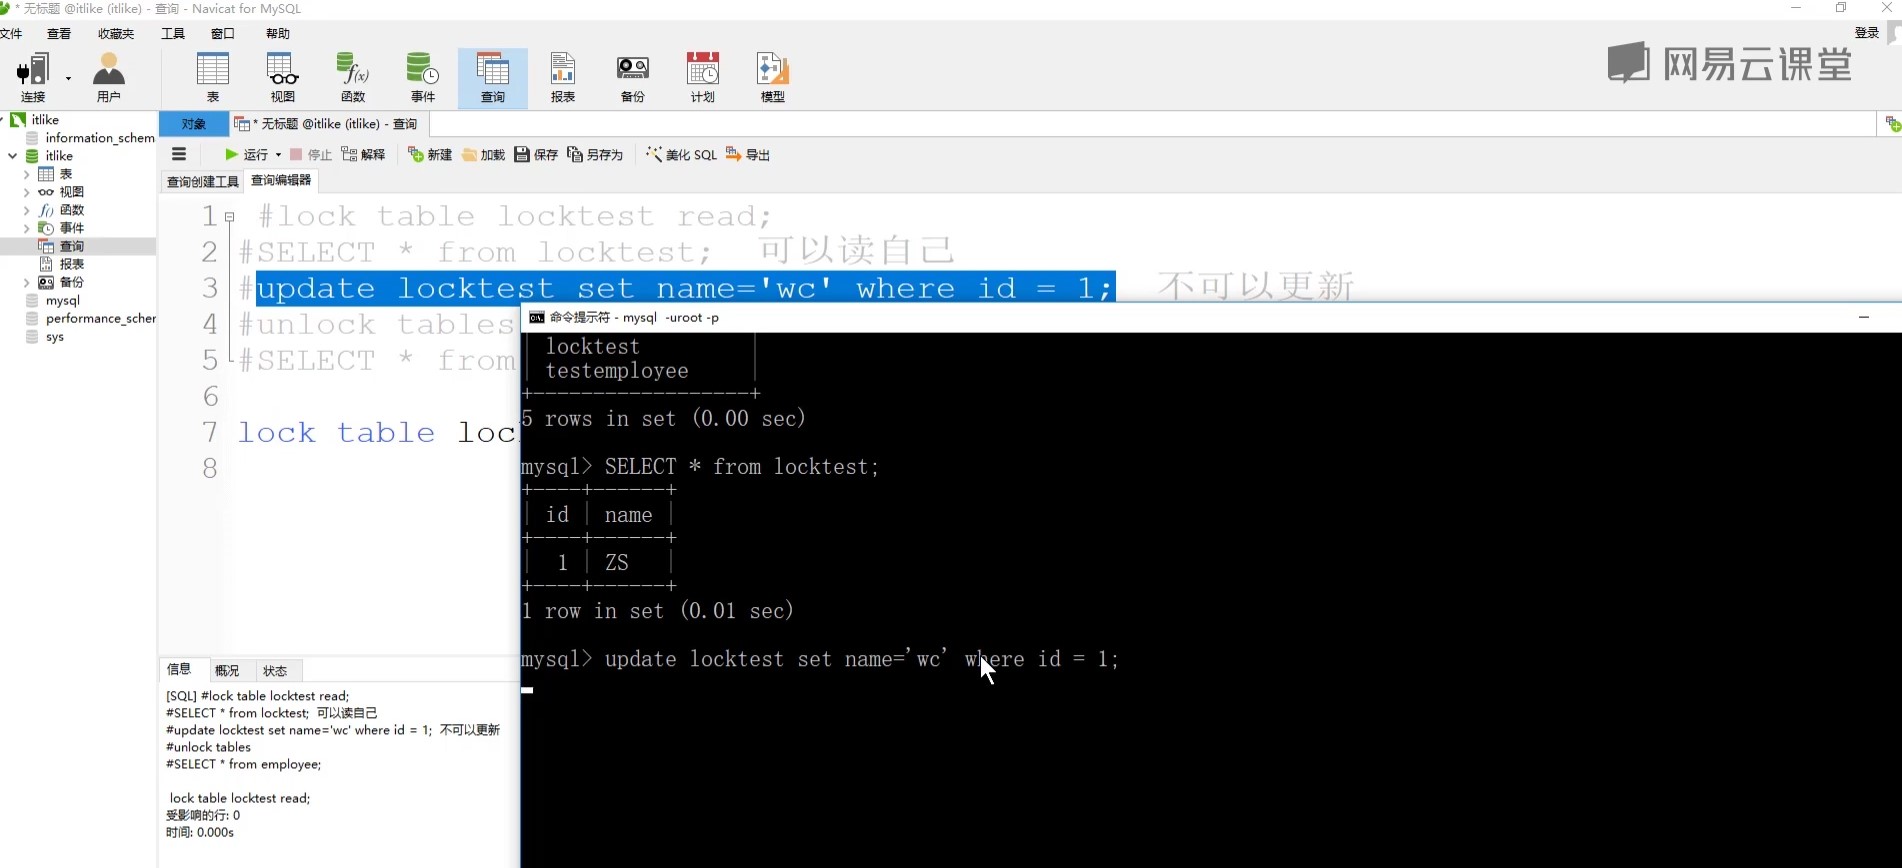 * 无标题 @itlike (itlike) - 查询 - Navicat for MySQL
文件 查看 收藏夹 工具 窗口 帮助
登录
连接 用户 表 视图 函数 事件 查询 报表 备份 计划 模型
网易云课堂
itlike
information_schem
itlike
表
视图
函数
事件
查询
报表
备份
mysql
performance_scher
sys
对象 * 无标题 @itlike (itlike) - 查询
运行 停止 解释 新建 加载 保存 另存为 美化 SQL 导出
查询创建工具 查询编辑器
1 #lock table locktest read;
2 #SELECT * from locktest; 可以读自己
3 #update locktest set name='wc' where id = 1; 不可以更新
4 #unlock tables
5 #SELECT * from
6
7 lock table loc
8
信息 概况 状态
[SQL] #lock table locktest read;
#SELECT * from locktest; 可以读自己
#update locktest set name='wc' where id = 1; 不可以更新
#unlock tables
#SELECT * from employee;
lock table locktest read;
受影响的行: 0
时间: 0.000s
命令提示符 - mysql -uroot -p
| locktest |
| testemployee |
+------------------+
5 rows in set (0.00 sec)
mysql> SELECT * from locktest;
+----+------+
| id | name |
+----+------+
| 1 | ZS |
+----+------+
1 row in set (0.01 sec)
mysql> update locktest set name='wc' where id = 1;